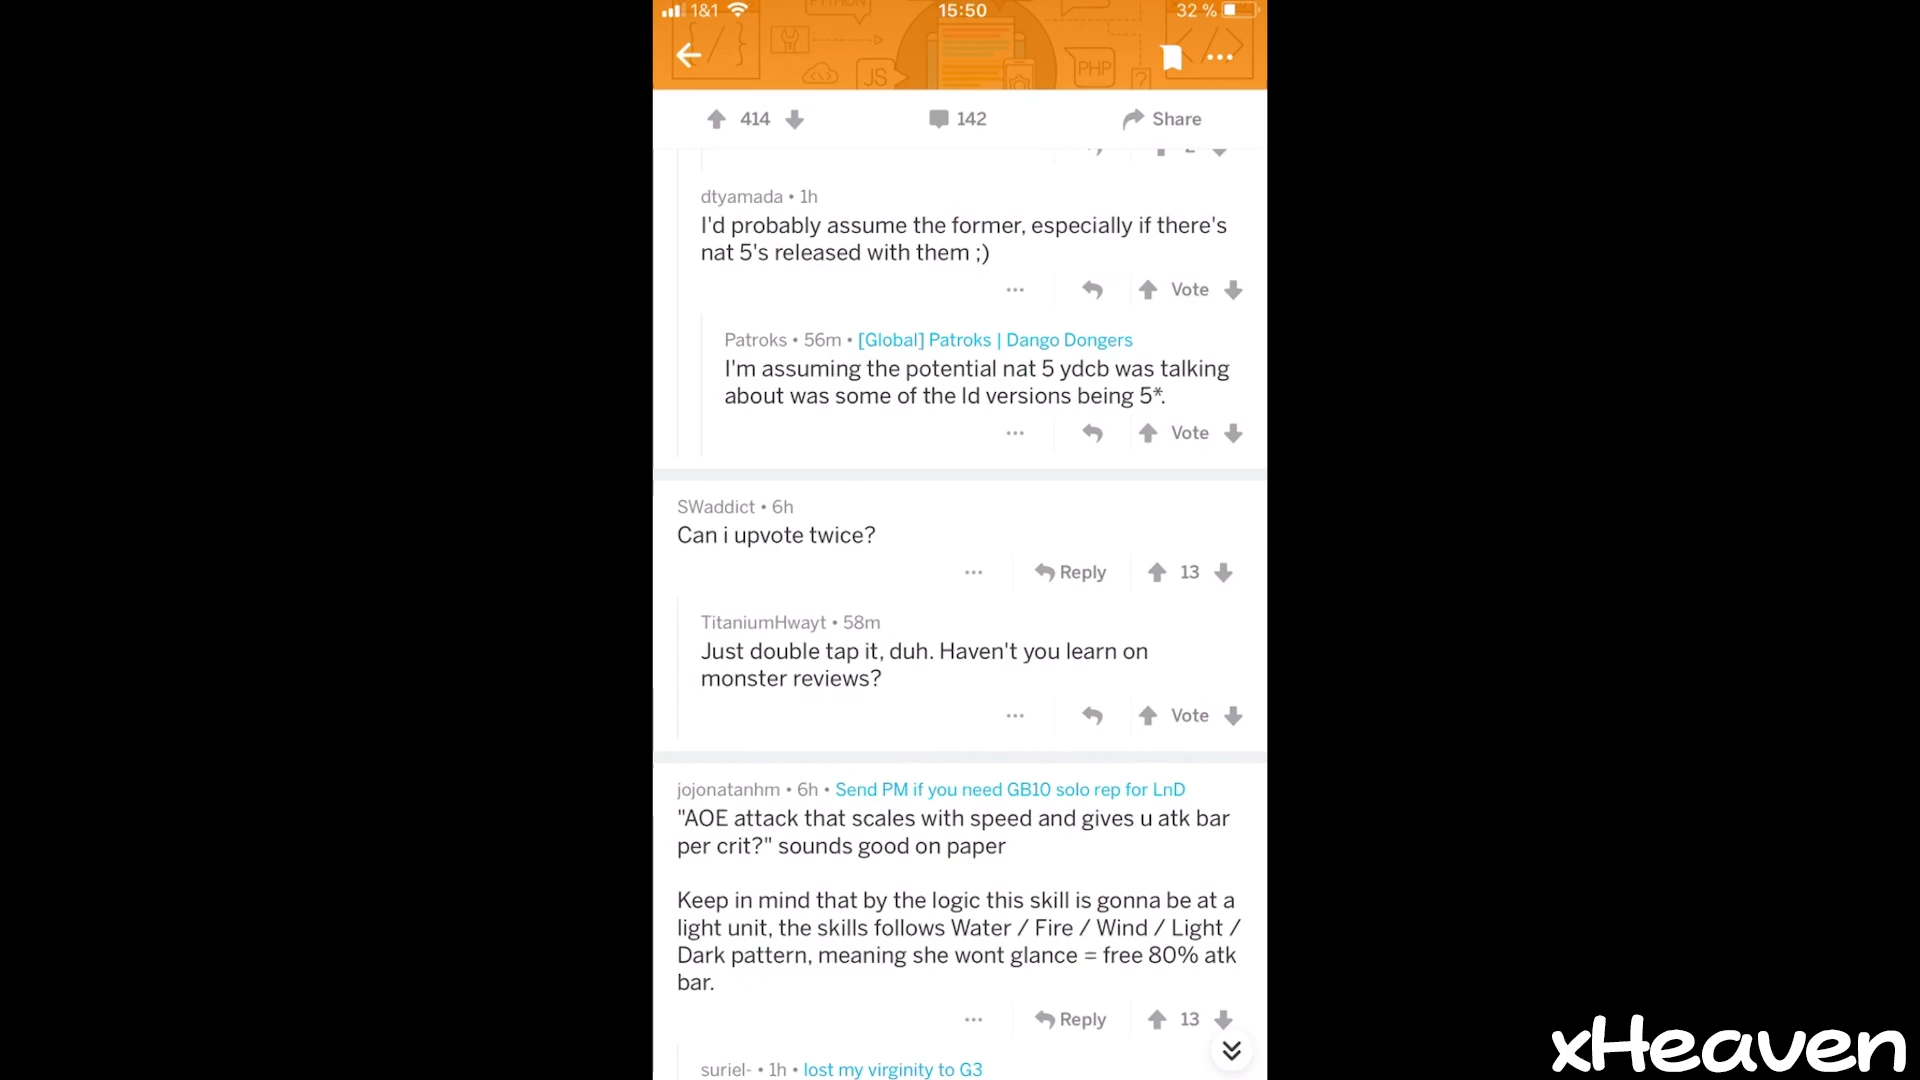 1&1 15:50 32 %
PYTHON
JS PHP
414 142 Share
2
dtyamada • 1h
I'd probably assume the former, especially if there's
nat 5's released with them ;)
... Vote
Patroks • 56m • [Global] Patroks | Dango Dongers
I'm assuming the potential nat 5 ydcb was talking
about was some of the ld versions being 5*.
... Vote
SWaddict • 6h
Can i upvote twice?
... Reply 13
TitaniumHwayt • 58m
Just double tap it, duh. Haven't you learn on
monster reviews?
... Vote
jojonatanhm • 6h • Send PM if you need GB10 solo rep for LnD
"AOE attack that scales with speed and gives u atk bar
per crit?" sounds good on paper
Keep in mind that by the logic this skill is gonna be at a
light unit, the skills follows Water / Fire / Wind / Light /
Dark pattern, meaning she wont glance = free 80% atk
bar.
... Reply 13
suriel- • 1h • lost my virginity to G3
xHeaven